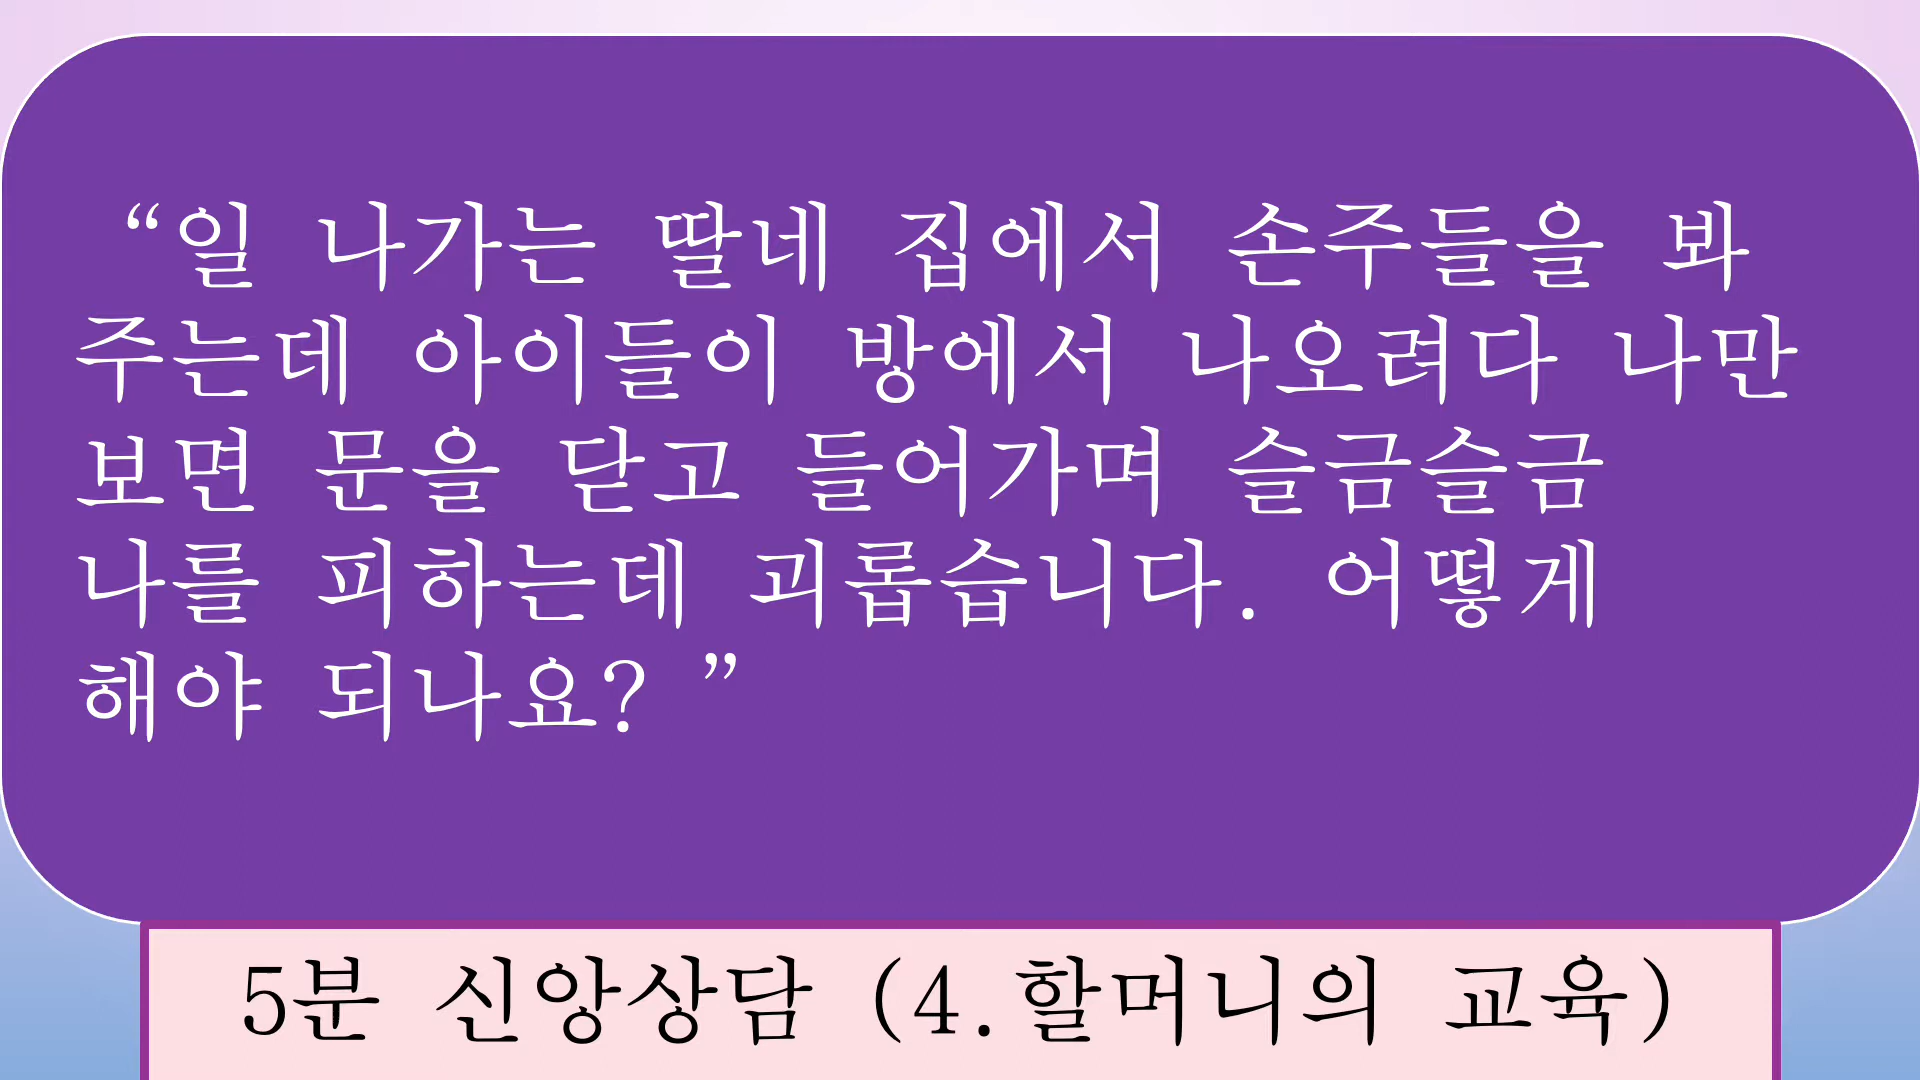 “일 나가는 딸네 집에서 손주들을 봐
주는데 아이들이 방에서 나오려다 나만
보면 문을 닫고 들어가며 슬금슬금
나를 피하는데 괴롭습니다. 어떻게
해야 되나요? ”
5분 신앙상담 (4.할머니의 교육)